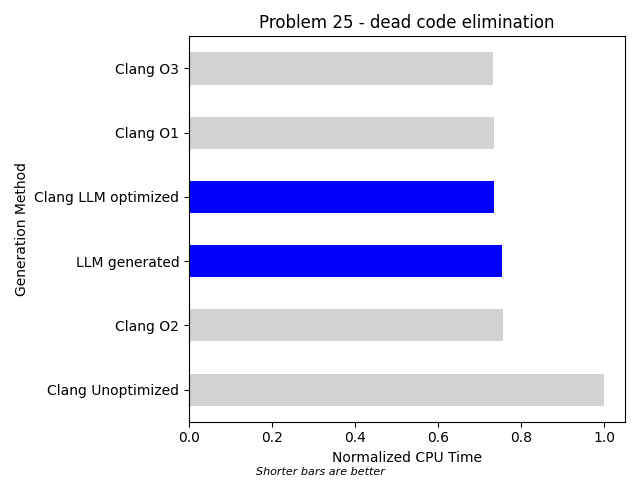 Problem 25 - dead code elimination
Clang O3
Clang O1
Clang LLM optimized
LLM generated
Clang O2
Clang Unoptimized
Generation Method
0.0 0.2 0.4 0.6 0.8 1.0
Normalized CPU Time
Shorter bars are better